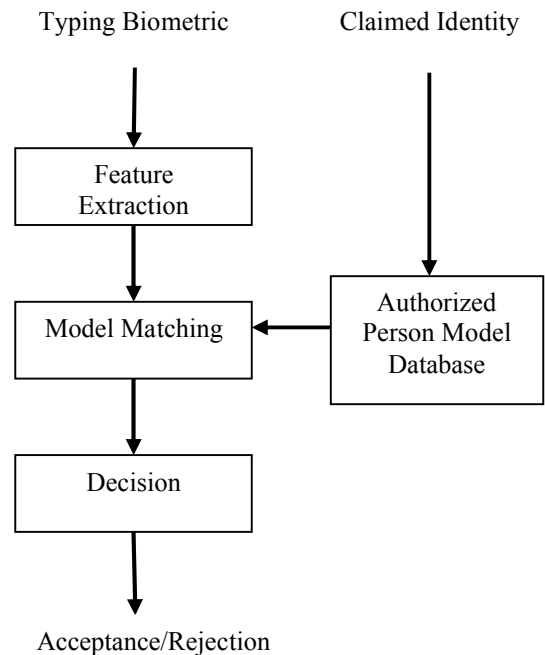 Typing Biometric
Claimed Identity
Feature
Extraction
Model Matching
Authorized
Person Model
Database
Decision
Acceptance/Rejection